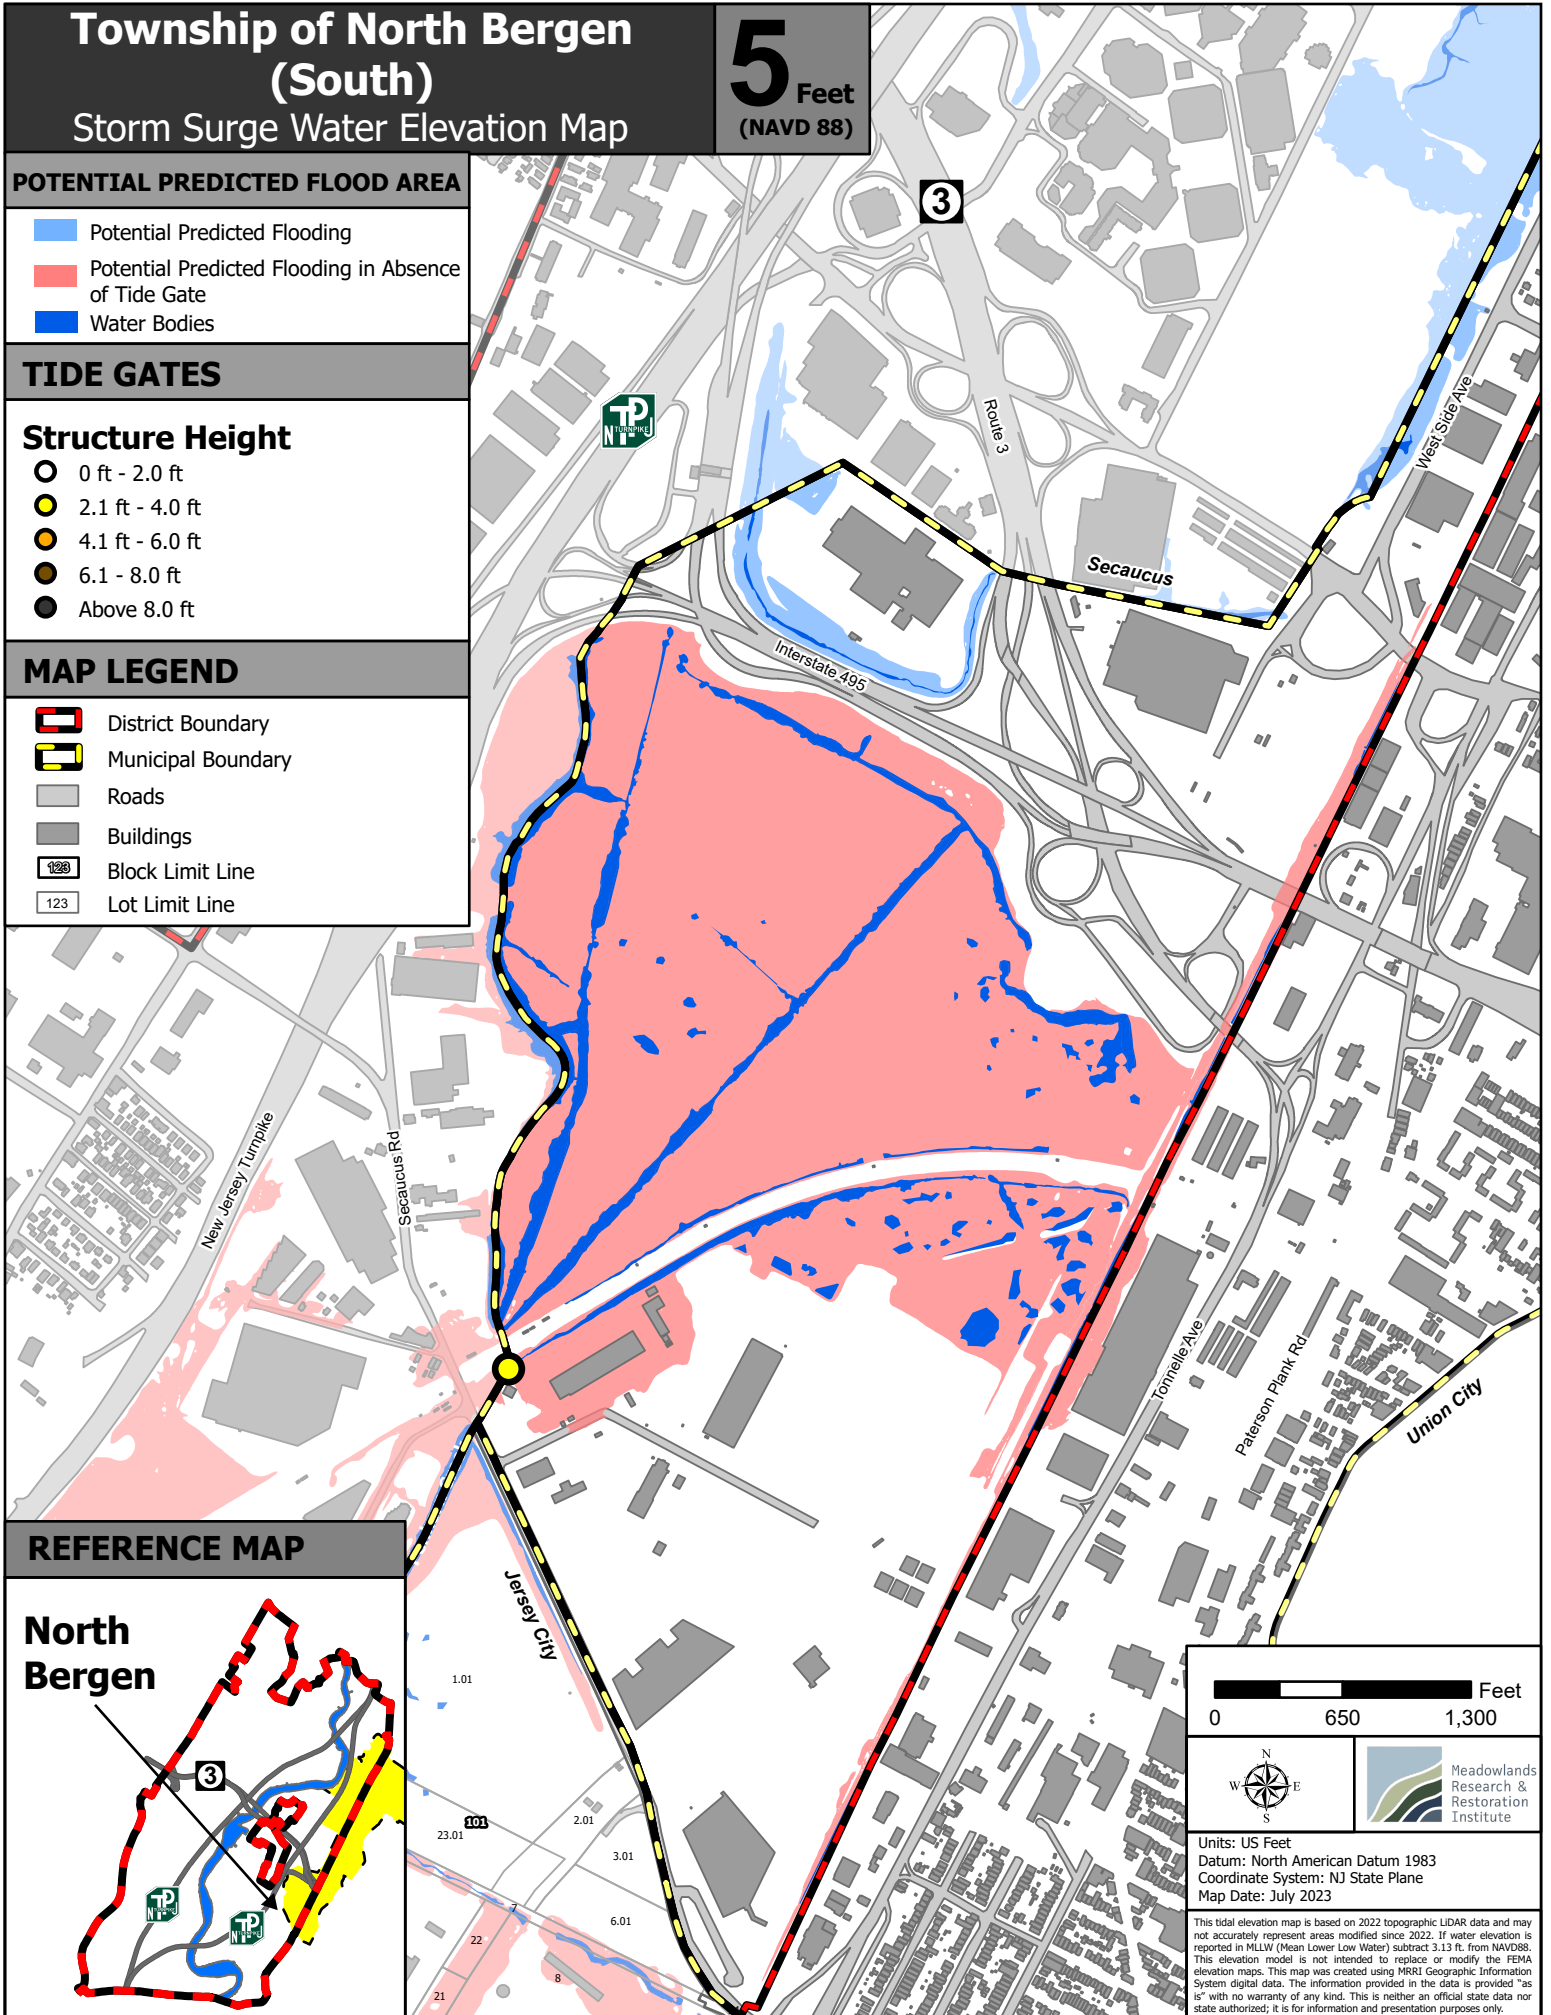 Township of North Bergen
(South)
Storm Surge Water Elevation Map
5 Feet
(NAVD 88)
POTENTIAL PREDICTED FLOOD AREA
Potential Predicted Flooding
Potential Predicted Flooding in Absence
of Tide Gate
Water Bodies
TIDE GATES
Structure Height
0 ft - 2.0 ft
2.1 ft - 4.0 ft
4.1 ft - 6.0 ft
6.1 - 8.0 ft
Above 8.0 ft
MAP LEGEND
District Boundary
Municipal Boundary
Roads
Buildings
123 Block Limit Line
123 Lot Limit Line
3
N TP J
TURNPIKE
Route 3
West Side Ave
Secaucus
Interstate 495
New Jersey Turnpike
Secaucus Rd
Tonnelle Ave
Paterson Plank Rd
Union City
Jersey City
1.01
101
23.01
2.01
3.01
6.01
7
22
8
21
REFERENCE MAP
North
Bergen
3
N TP J
TURNPIKE
N TP J
TURNPIKE
Feet
0 650 1,300
N
W E
S
Meadowlands
Research &
Restoration
Institute
Units: US Feet
Datum: North American Datum 1983
Coordinate System: NJ State Plane
Map Date: July 2023
This tidal elevation map is based on 2022 topographic LiDAR data and may
not accurately represent areas modified since 2022. If water elevation is
reported in MLLW (Mean Lower Low Water) subtract 3.13 ft. from NAVD88.
This elevation model is not intended to replace or modify the FEMA
elevation maps. This map was created using MRRI Geographic Information
System digital data. The information provided in the data is provided "as
is" with no warranty of any kind. This is neither an official state data nor
state authorized; it is for information and presentation purposes only.